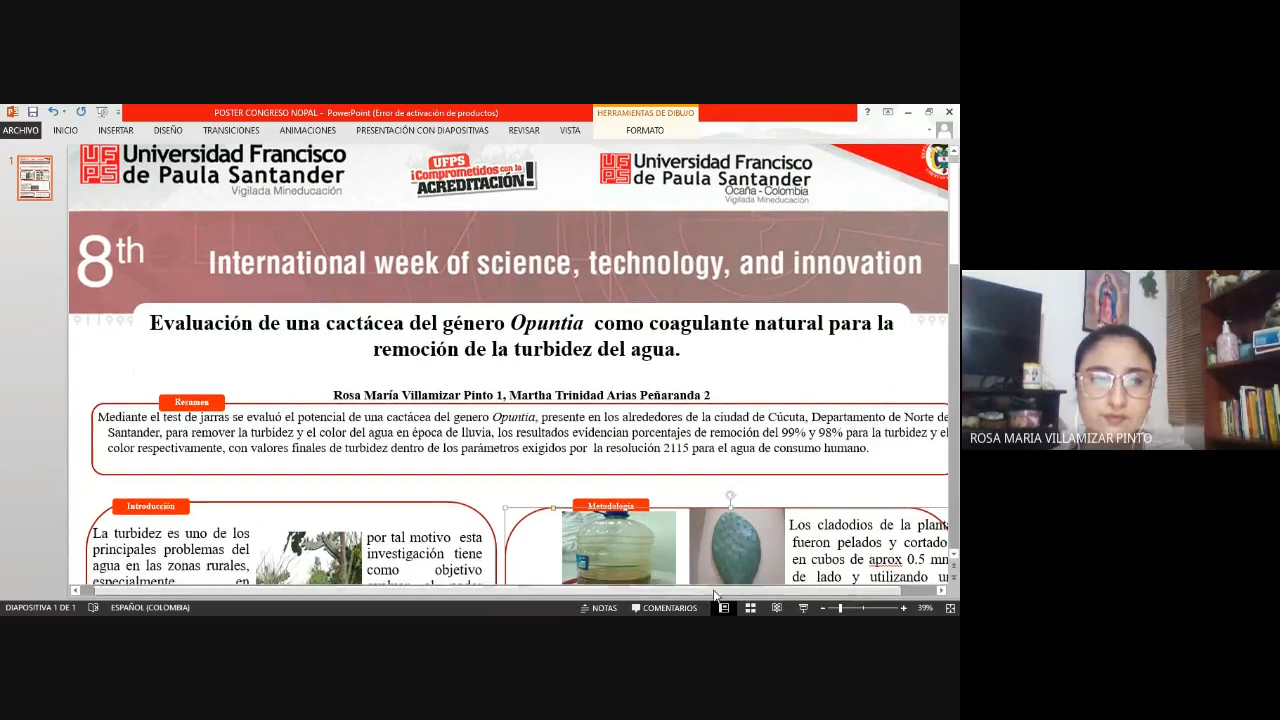 POSTER CONGRESO NOPAL - PowerPoint (Error de activación de productos)
HERRAMIENTAS DE DIBUJO
?
ARCHIVO INICIO INSERTAR DISEÑO TRANSICIONES ANIMACIONES PRESENTACIÓN CON DIAPOSITIVAS REVISAR VISTA FORMATO
1
UFPS
Universidad Francisco
de Paula Santander
Vigilada Mineducación
UFPS
¡Comprometidos con la
ACREDITACIÓN!
UFPS
Universidad Francisco
de Paula Santander
Ocaña - Colombia
Vigilada Mineducación
8th
International week of science, technology, and innovation
Evaluación de una cactácea del género Opuntia como coagulante natural para la
remoción de la turbidez del agua.
Rosa María Villamizar Pinto 1, Martha Trinidad Arias Peñaranda 2
Resumen
Mediante el test de jarras se evaluó el potencial de una cactácea del genero Opuntia, presente en los alrededores de la ciudad de Cúcuta, Departamento de Norte de
Santander, para remover la turbidez y el color del agua en época de lluvia, los resultados evidencian porcentajes de remoción del 99% y 98% para la turbidez y el
color respectivamente, con valores finales de turbidez dentro de los parámetros exigidos por la resolución 2115 para el agua de consumo humano.
Introducción
La turbidez es uno de los
principales problemas del
agua en las zonas rurales,
especialmente en
por tal motivo esta
investigación tiene
como objetivo
Metodología
Los cladodios de la planta
fueron pelados y cortado
en cubos de aprox 0.5 mm
de lado y utilizando un
ROSA MARIA VILLAMIZAR PINTO
DIAPOSITIVA 1 DE 1 ESPAÑOL (COLOMBIA) NOTAS COMENTARIOS 39%